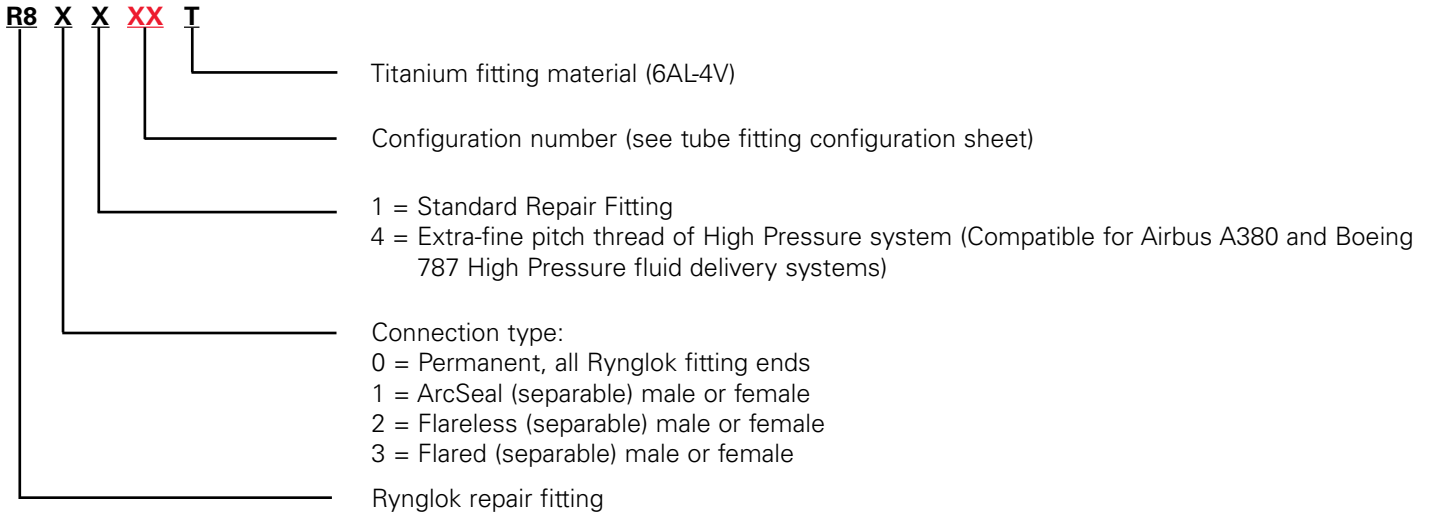 R8 X X XX T
Titanium fitting material (6AL-4V)
Configuration number (see tube fitting configuration sheet)
1 = Standard Repair Fitting
4 = Extra-fine pitch thread of High Pressure system (Compatible for Airbus A380 and Boeing
787 High Pressure fluid delivery systems)
Connection type:
0 = Permanent, all Rynglok fitting ends
1 = ArcSeal (separable) male or female
2 = Flareless (separable) male or female
3 = Flared (separable) male or female
Rynglok repair fitting